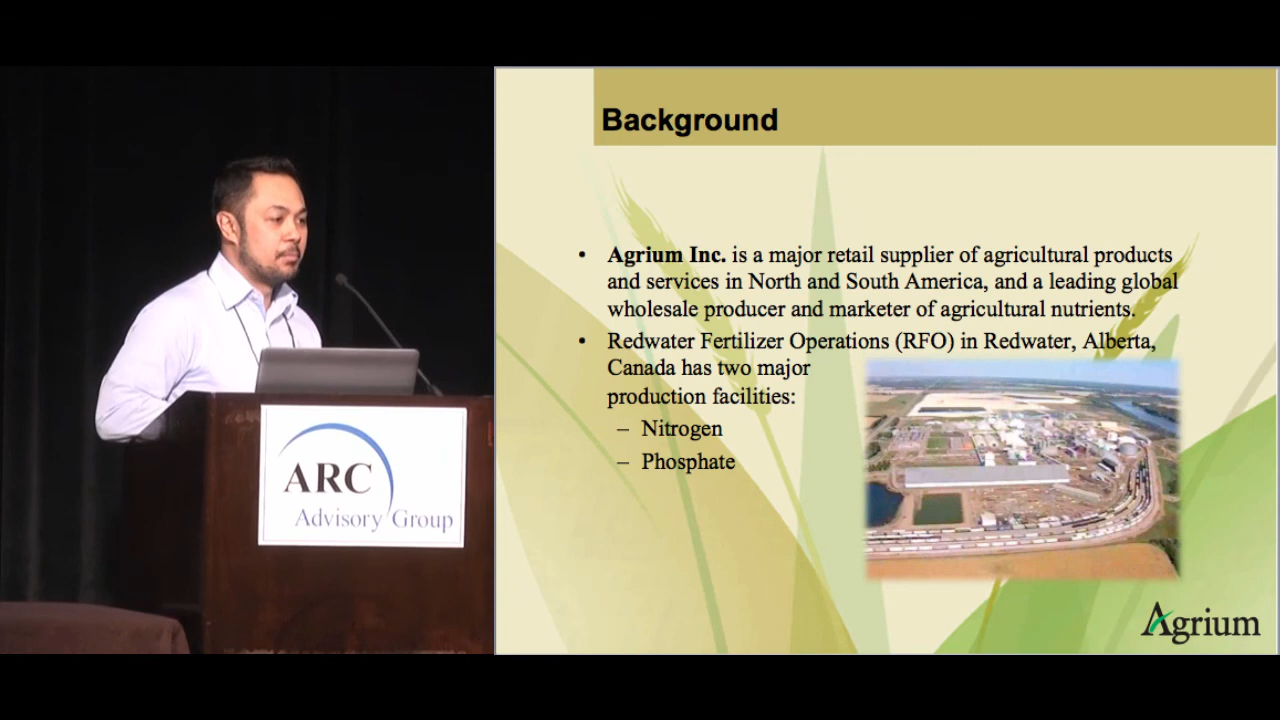 Background
• Agrium Inc. is a major retail supplier of agricultural products
and services in North and South America, and a leading global
wholesale producer and marketer of agricultural nutrients.
• Redwater Fertilizer Operations (RFO) in Redwater, Alberta,
Canada has two major
production facilities:
– Nitrogen
– Phosphate
Agrium
ARC
Advisory Group